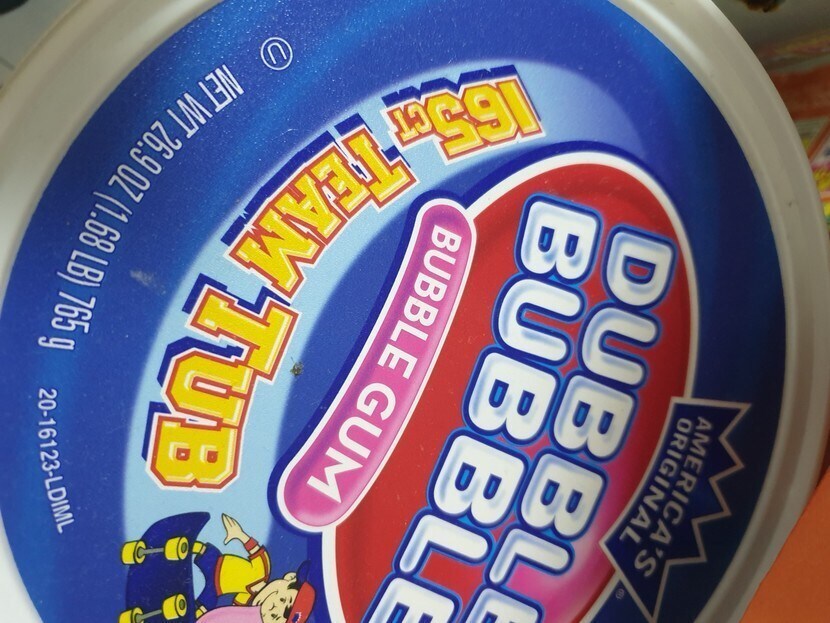 AMERICA'S
ORIGINAL
DUBBLE
BUBBLE
BUBBLE GUM
165 CT
TEAM TUB
U
NET WT 26.9 OZ (1.68 LB) 765 g
20-16123-LDIML